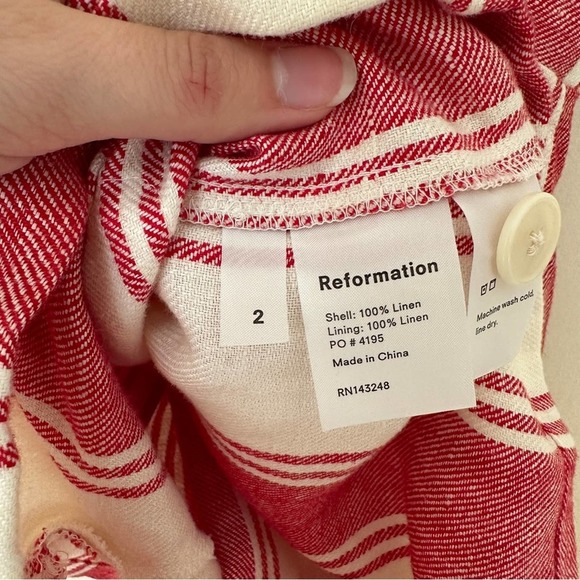 2
Reformation
Shell: 100% Linen
Lining: 100% Linen
PO # 4195
Made in China
RN143248
Machine wash cold.
line dry.